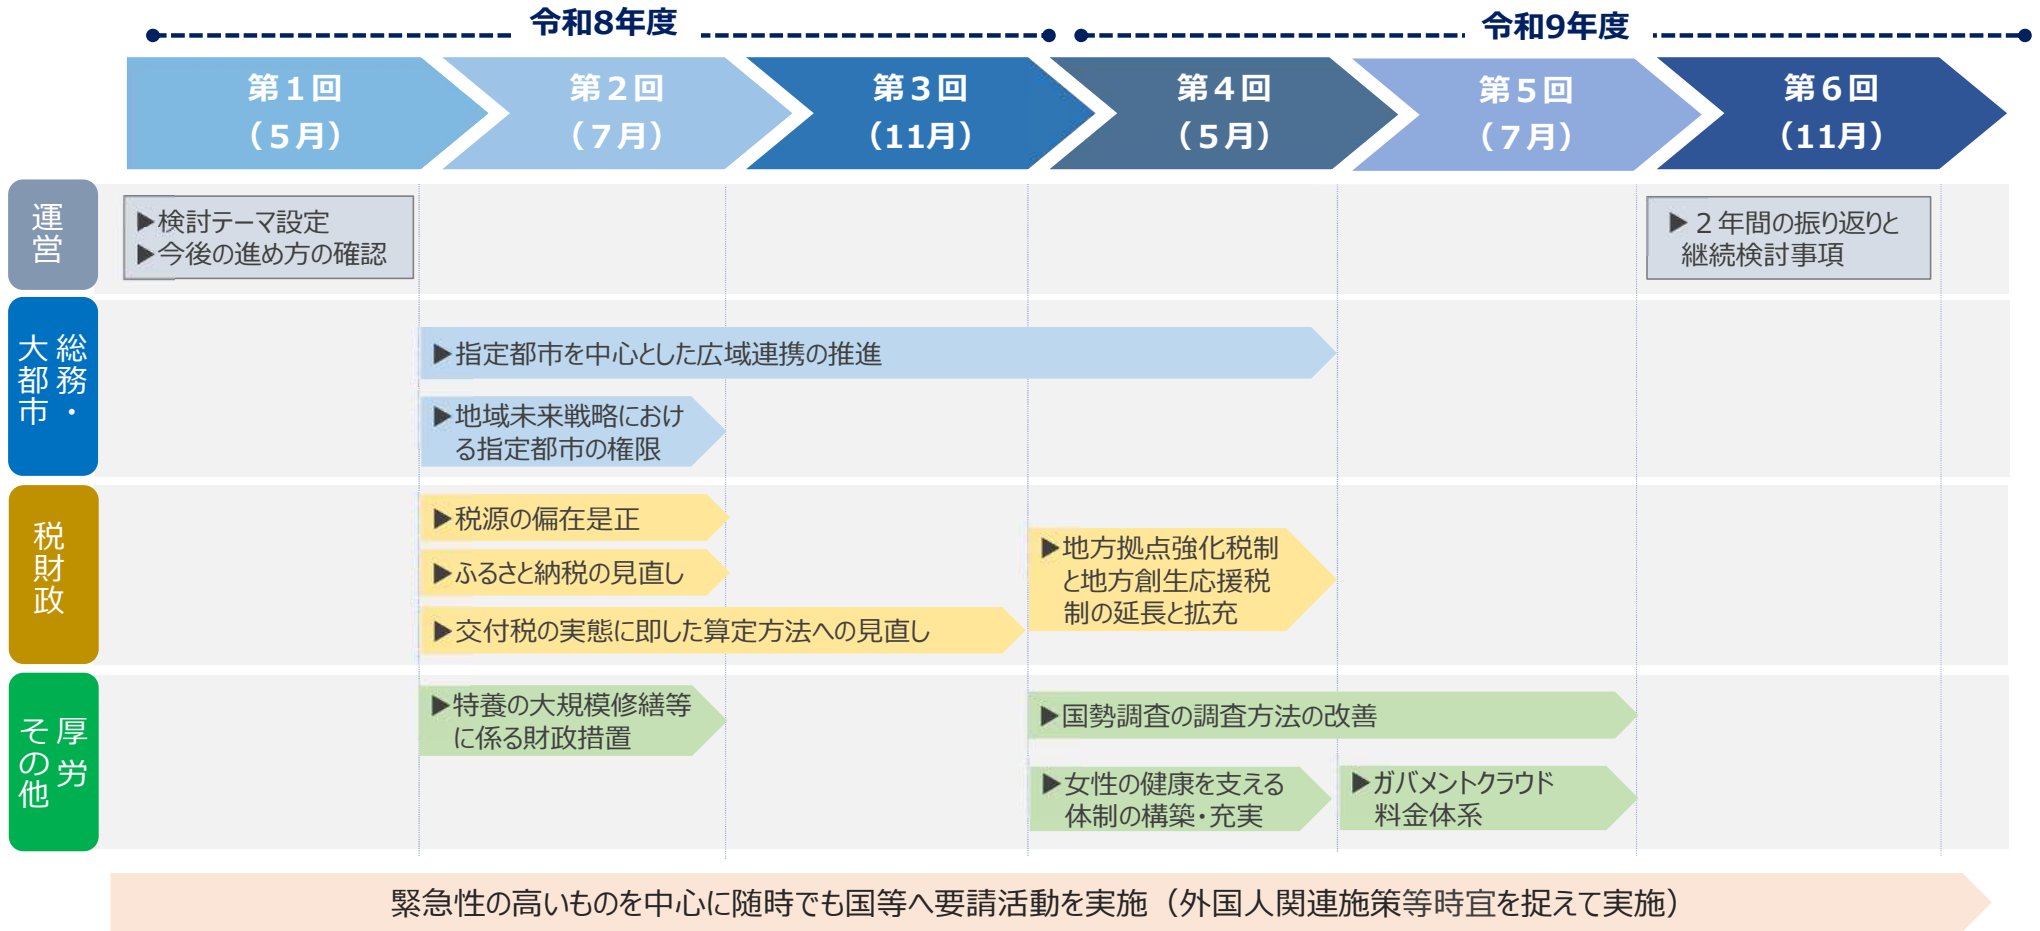 令和8年度
令和9年度
第１回
（５月）
第２回
（７月）
第３回
（11月）
第４回
（５月）
第５回
（７月）
第６回
（11月）
運営
▶検討テーマ設定
▶今後の進め方の確認
▶２年間の振り返りと
継続検討事項
総務・
大都市
▶指定都市を中心とした広域連携の推進
▶地域未来戦略におけ
る指定都市の権限
税財政
▶税源の偏在是正
▶ふるさと納税の見直し
▶交付税の実態に即した算定方法への見直し
▶地方拠点強化税制
と地方創生応援税
制の延長と拡充
厚労
その他
▶特養の大規模修繕等
に係る財政措置
▶国勢調査の調査方法の改善
▶女性の健康を支える
体制の構築・充実
▶ガバメントクラウド
料金体系
緊急性の高いものを中心に随時でも国等へ要請活動を実施（外国人関連施策等時宜を捉えて実施）